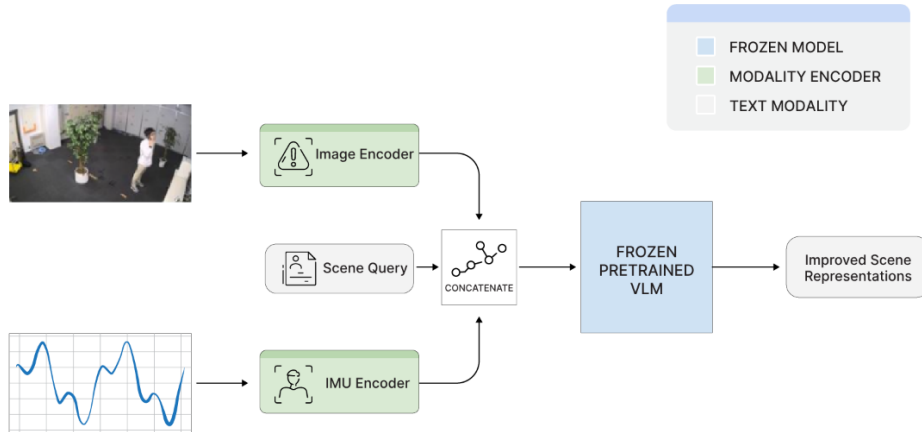 FROZEN MODEL
MODALITY ENCODER
TEXT MODALITY
Image Encoder
Scene Query
CONCATENATE
FROZEN
PRETRAINED
VLM
Improved Scene
Representations
IMU Encoder